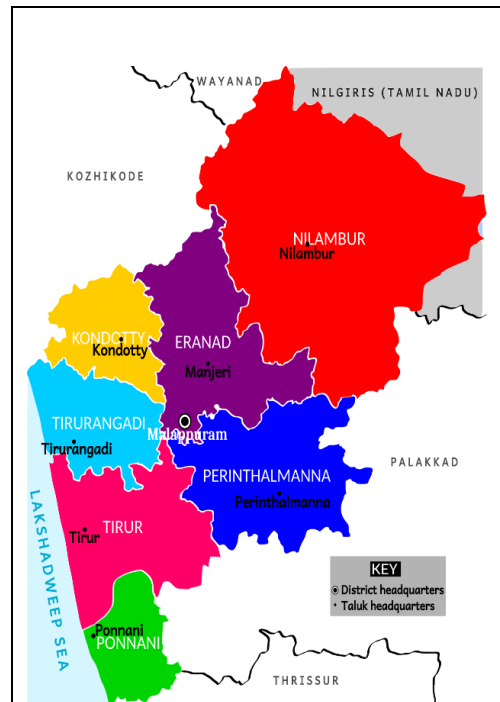 WAYANAD
NILGIRIS (TAMIL NADU)
KOZHIKODE
NILAMBUR
Nilambur
KONDOTTY
Kondotty
ERANAD
Manjeri
TIRURANGADI
Tirurangadi
Malappuram
PERINTHALMANNA
Perinthalmanna
PALAKKAD
LAKSHADWEEP SEA
TIRUR
Tirur
KEY
District headquarters
Taluk headquarters
Ponnani
PONNANI
THRISSUR